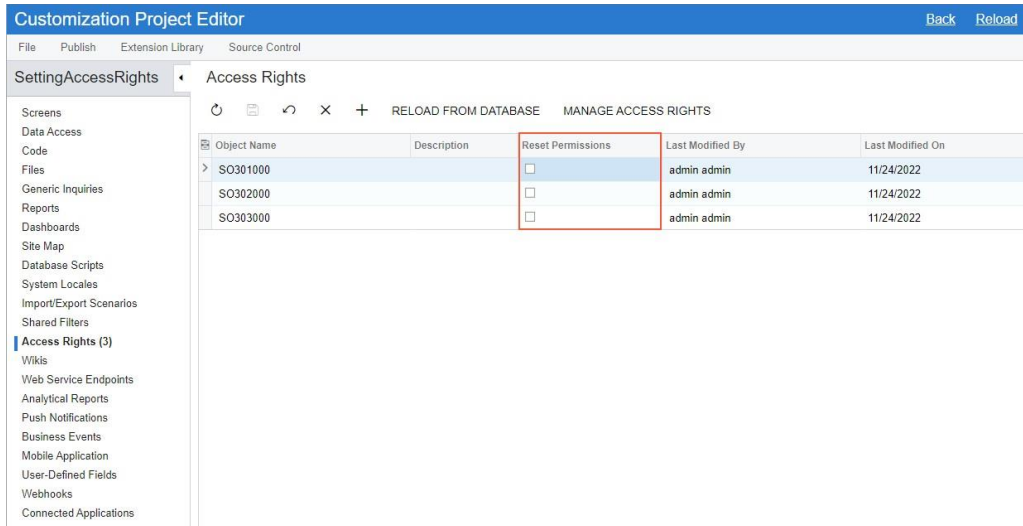 Customization Project Editor Back Reload
File Publish Extension Library Source Control
SettingAccessRights Access Rights
RELOAD FROM DATABASE MANAGE ACCESS RIGHTS
Object Name Description Reset Permissions Last Modified By Last Modified On
SO301000 admin admin 11/24/2022
SO302000 admin admin 11/24/2022
SO303000 admin admin 11/24/2022
Screens
Data Access
Code
Files
Generic Inquiries
Reports
Dashboards
Site Map
Database Scripts
System Locales
Import/Export Scenarios
Shared Filters
Access Rights (3)
Wikis
Web Service Endpoints
Analytical Reports
Push Notifications
Business Events
Mobile Application
User-Defined Fields
Webhooks
Connected Applications